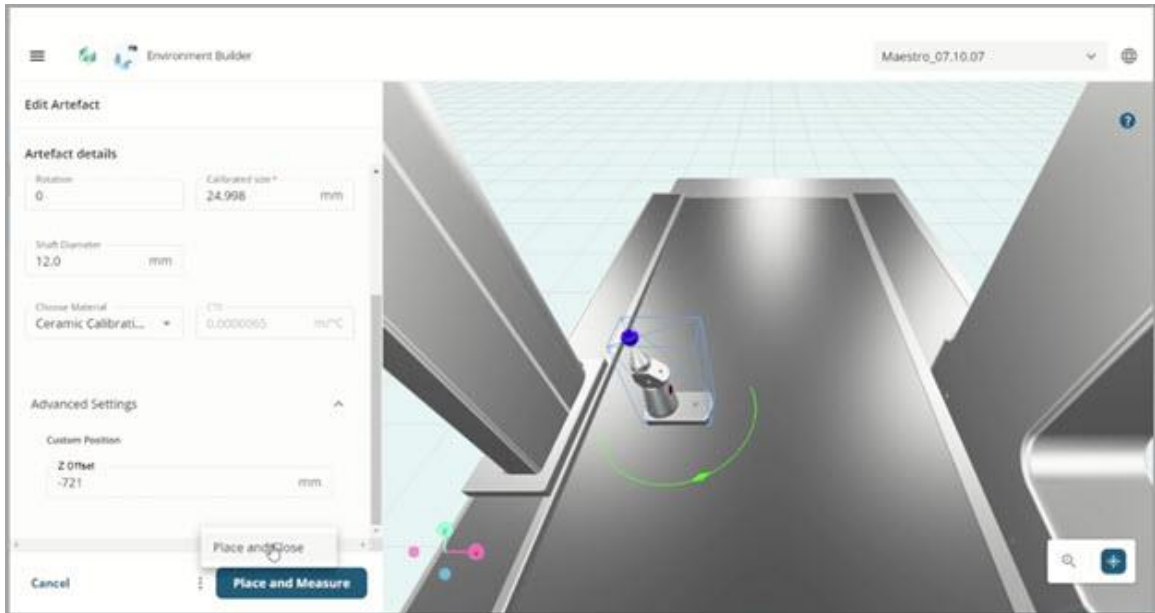 Environment Builder
Maestro_07.10.07
Edit Artefact
Artefact details
Rotation
0
Calibrated size *
24.998 mm
Shaft Diameter
12.0 mm
Choose Material
Ceramic Calibrati...
CTE
0.0000065 m/°C
Advanced Settings
Custom Position
Z Offset
-721 mm
Place and Close
Cancel
Place and Measure
?